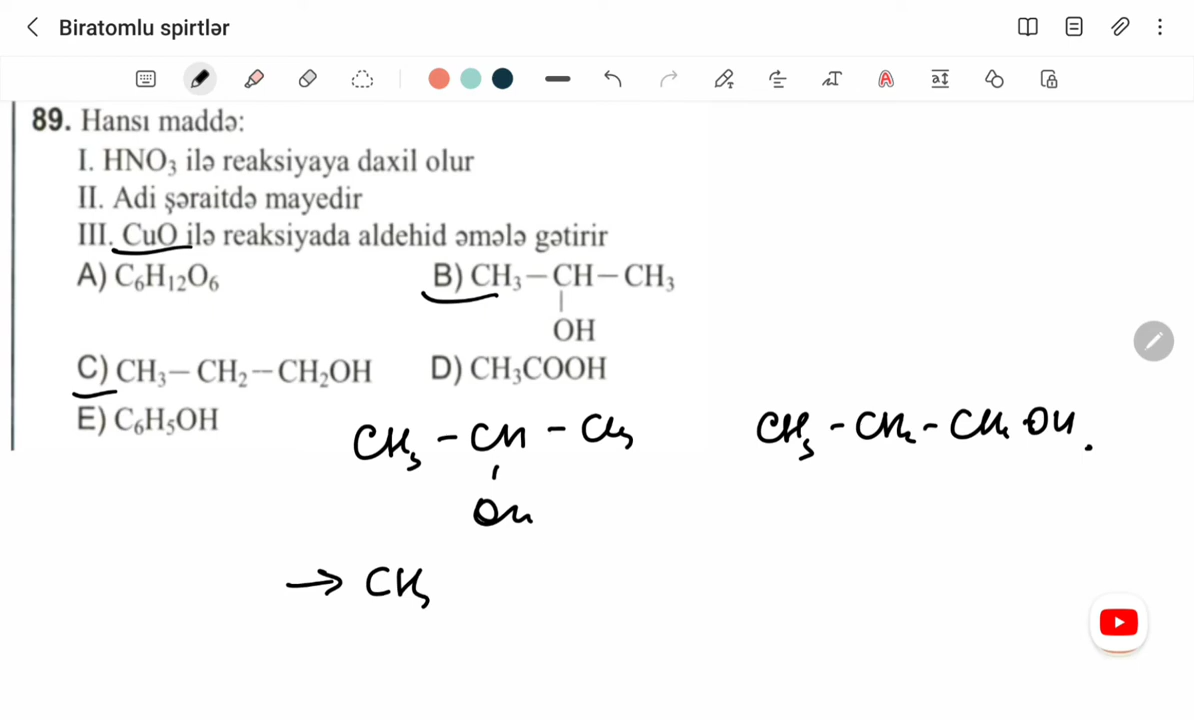 Biratomlu spirtlər
89. Hansı maddə:
I. HNO₃ ilə reaksiyaya daxil olur
II. Adi şəraitdə mayedir
III. CuO ilə reaksiyada aldehid əmələ gətirir
A) C₆H₁₂O₆ B) CH₃–CH–CH₃
|
OH
C) CH₃–CH₂–CH₂OH D) CH₃COOH
E) C₆H₅OH
CH₃ - CH - CH₃ CH₃ - CH₂ - CH₂ OH.
OH
→ CH₃